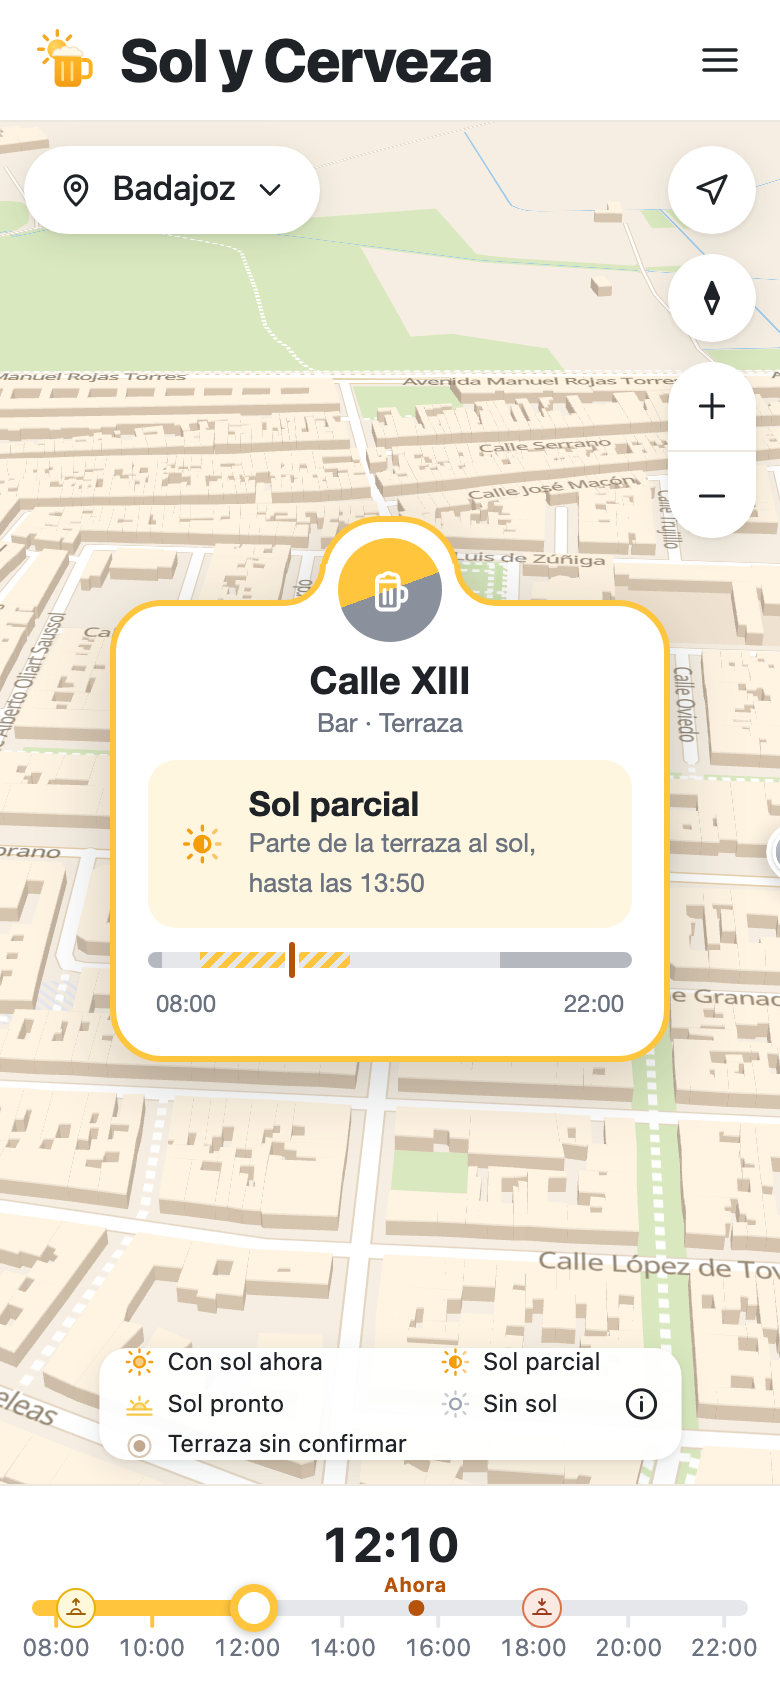 Sol y Cerveza
Badajoz
Manuel Rojas Torres
Avenida Manuel Rojas Torres
Calle Serrano
Calle José Macón
Calle Trujillo
Luis de Zúñiga
Calle XIII
Bar · Terraza
Alberto Oliart Saussol
Calle Oviedo
Sol parcial
Parte de la terraza al sol,
hasta las 13:50
08:00 22:00
Calle López de Tov
Con sol ahora
Sol parcial
Sol pronto
Sin sol
Terraza sin confirmar
12:10
Ahora
08:00 10:00 12:00 14:00 16:00 18:00 20:00 22:00